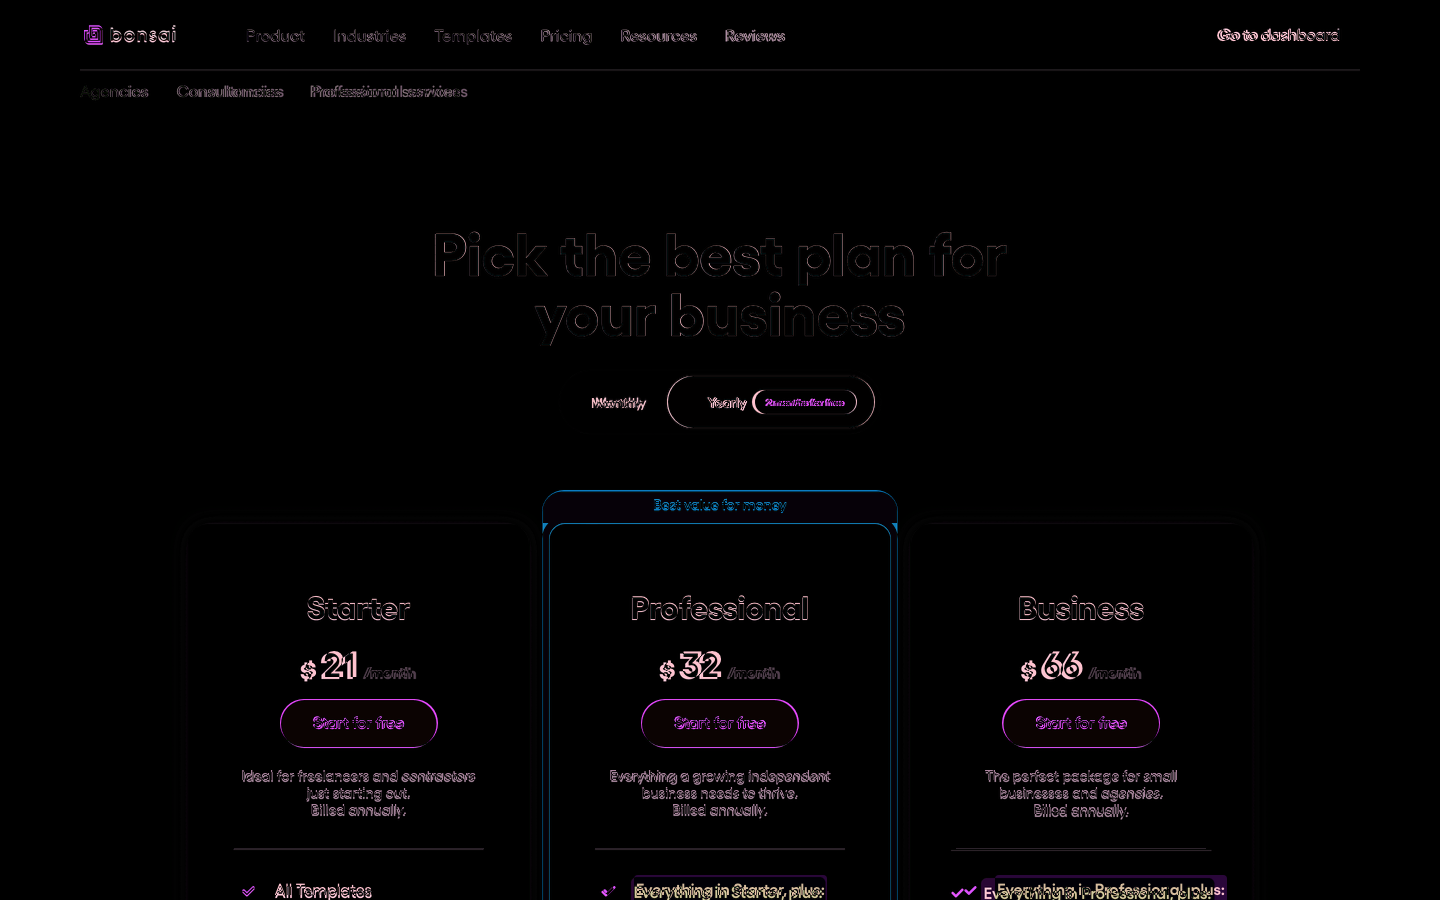 bonsai Product Industries Templates Pricing Resources Reviews Go to dashboard
Agencies Consultancies Professional services
Pick the best plan for
your business
Monthly Yearly
Best value for money
Starter
$21 /month
Start for free
Ideal for freelancers and contractors
just starting out.
Billed annually.
All Templates
Professional
$32 /month
Start for free
Everything a growing independent
business needs to thrive.
Billed annually.
Everything in Starter, plus:
Business
$66 /month
Start for free
The perfect package for small
businesses and agencies.
Billed annually.
Everything in Professional, plus: